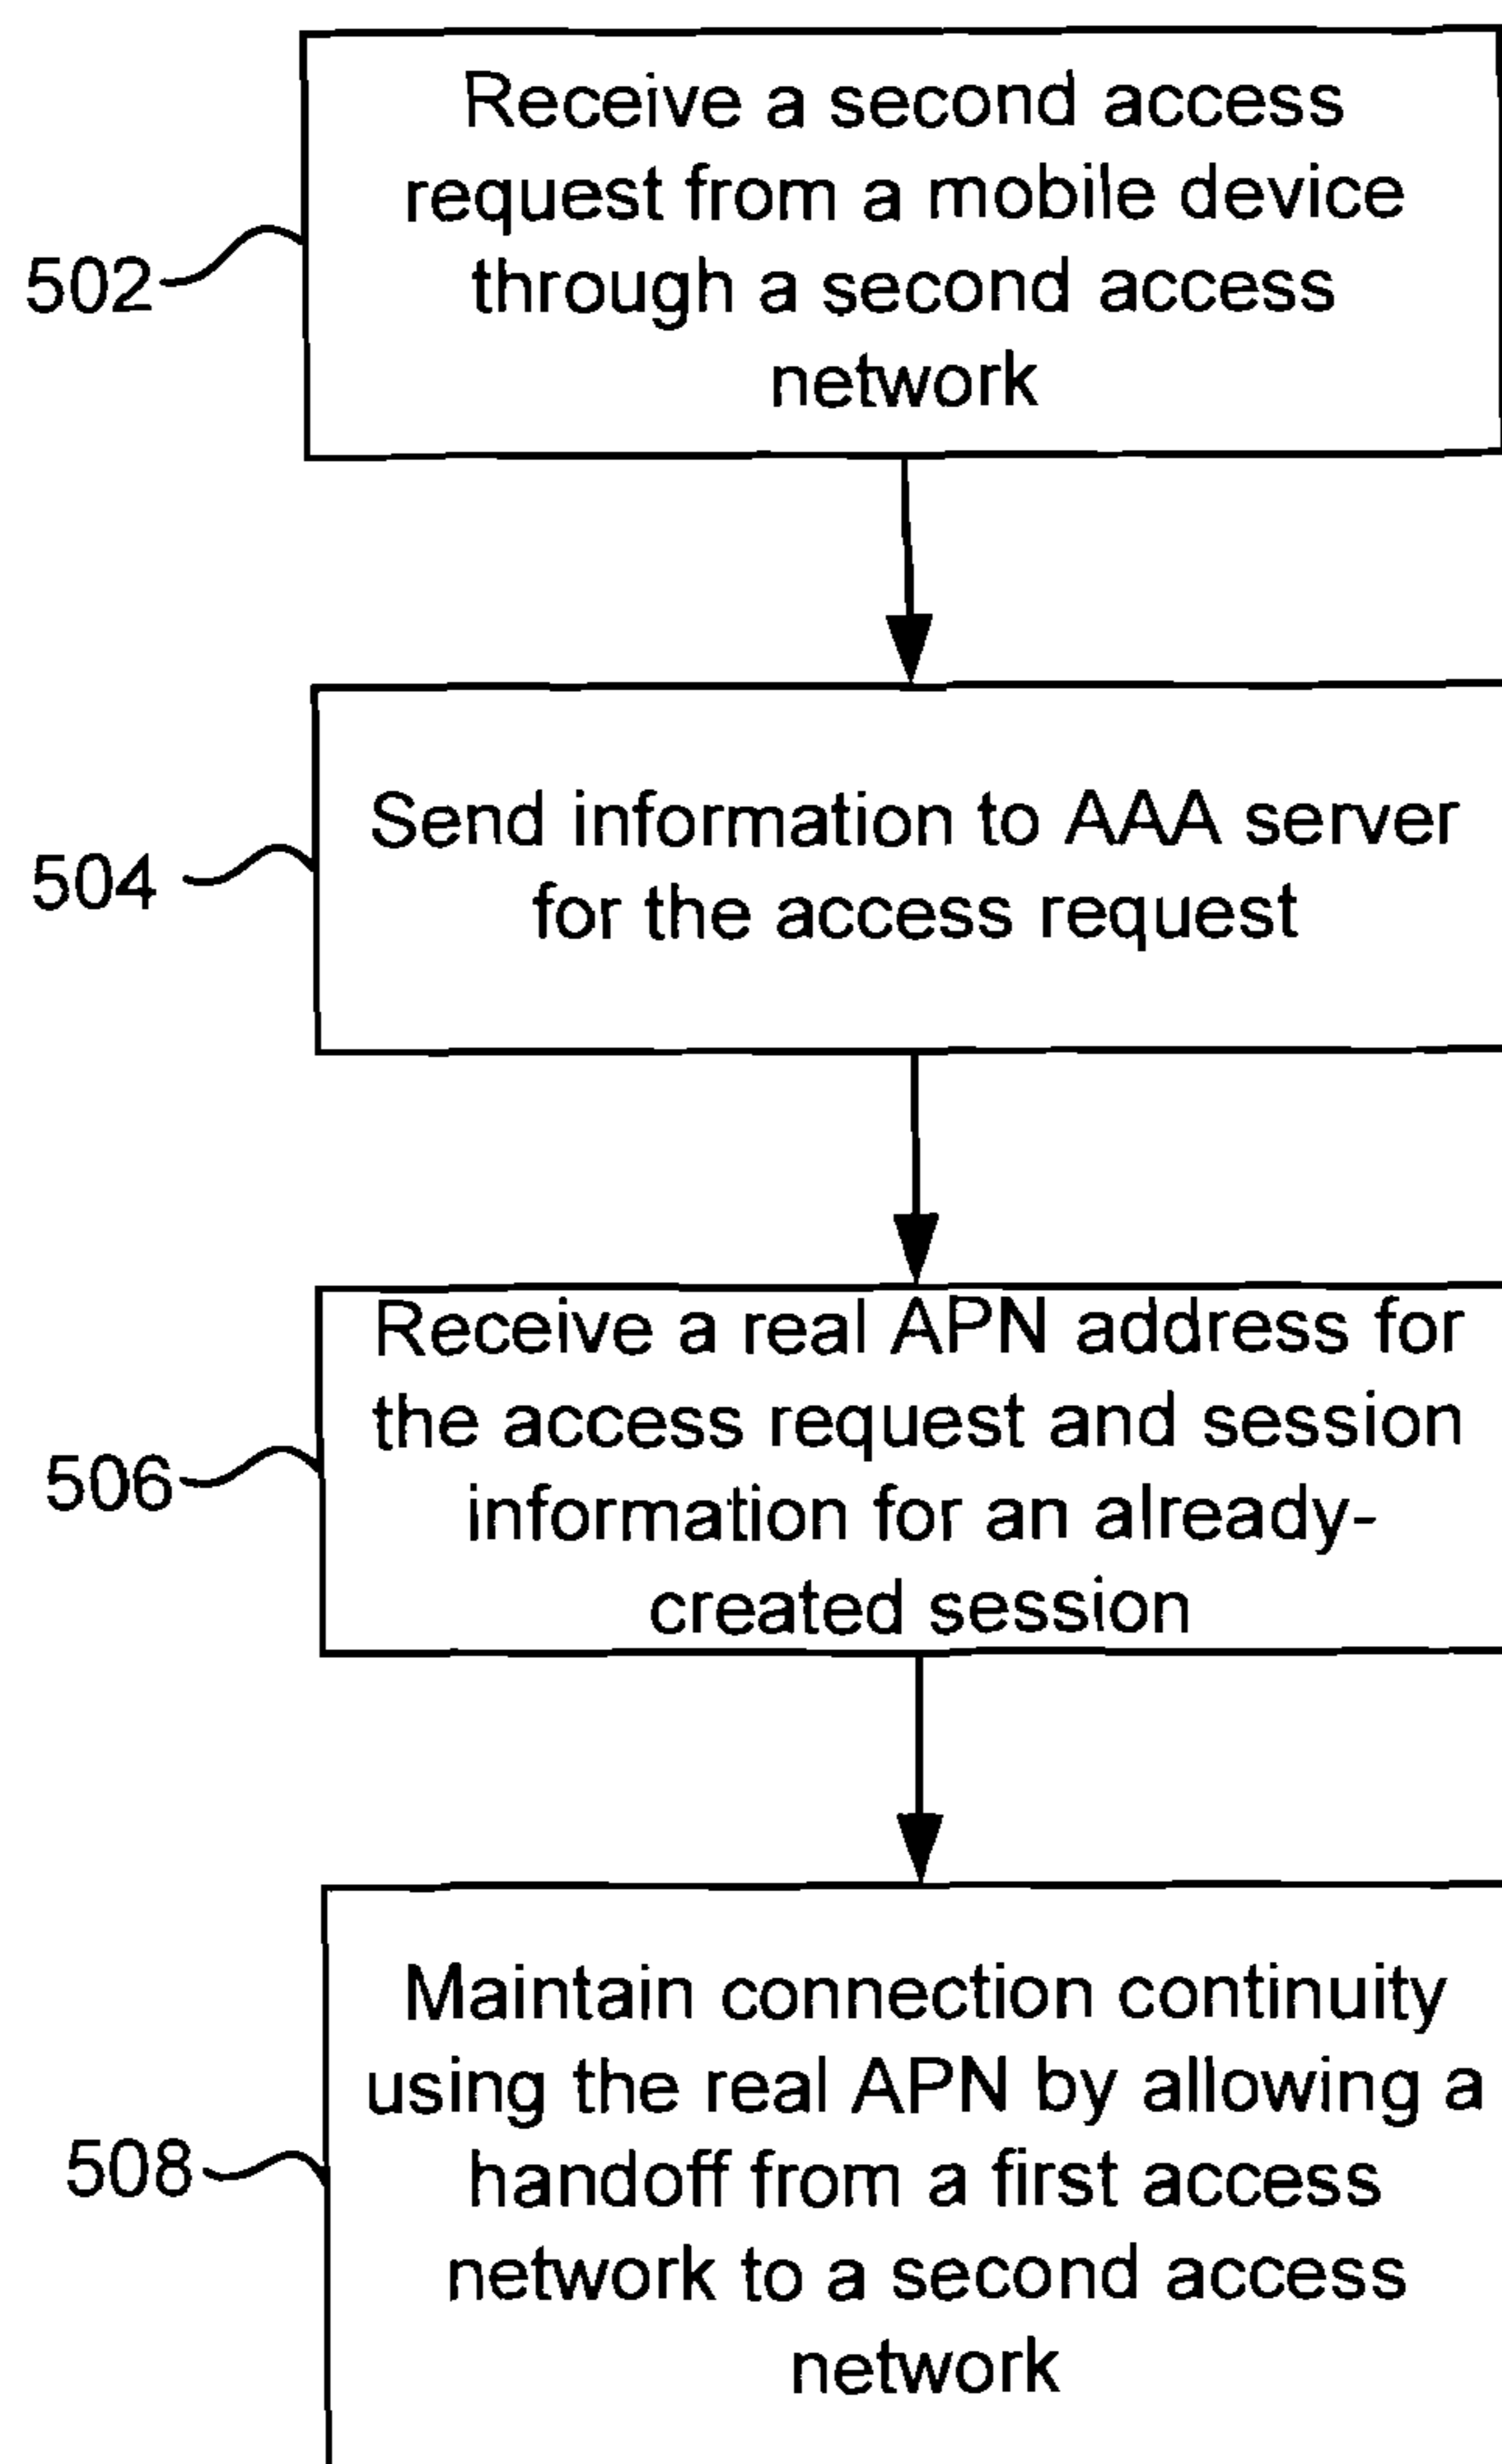 Receive a second access
request from a mobile device
through a second access
network
502
Send information to AAA server
for the access request
504
Receive a real APN address for
the access request and session
information for an already-
created session
506
Maintain connection continuity
using the real APN by allowing a
handoff from a first access
network to a second access
network
508